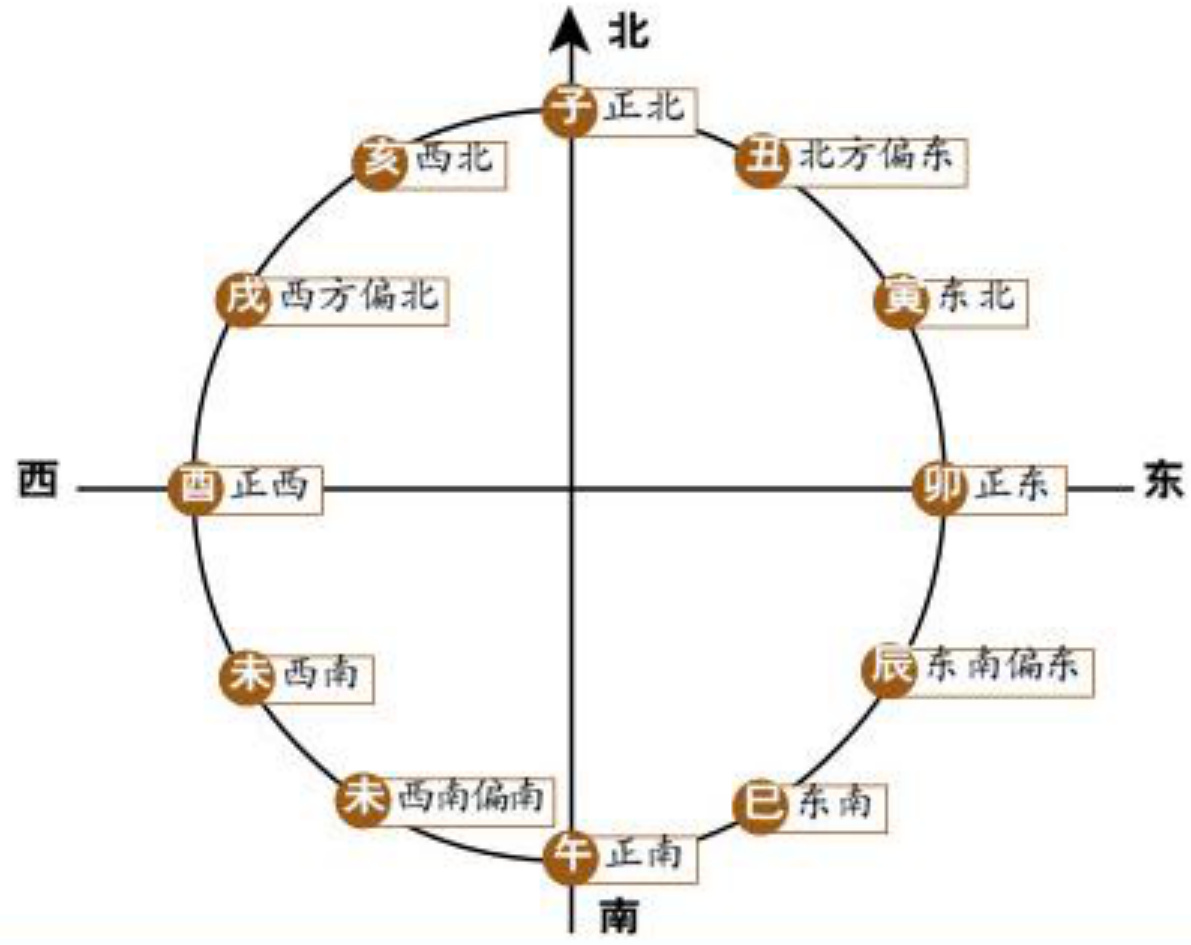 北
子 正北
亥 西北
丑 北方偏东
戌 西方偏北
寅 东北
西
酉 正西
卯 正东
东
未 西南
辰 东南偏东
未 西南偏南
巳 东南
午 正南
南